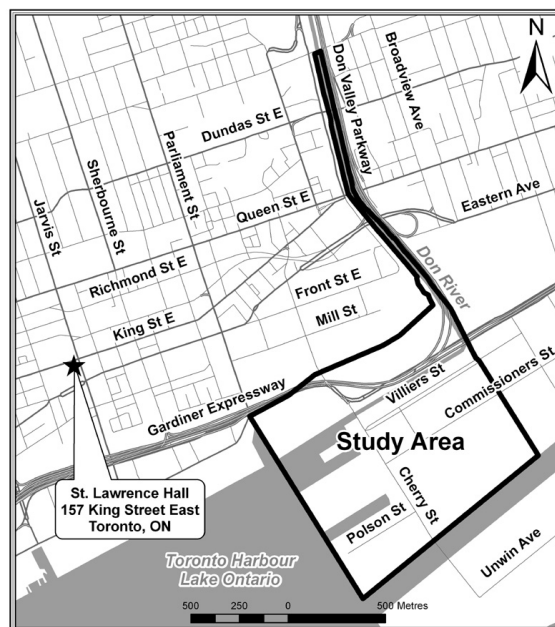 N
Don Valley Parkway
Broadview Ave
Dundas St E
Parliament St
Sherbourne St
Jarvis St
Queen St E
Eastern Ave
Richmond St E
Don River
Front St E
King St E
Mill St
Gardiner Expressway
Villiers St
Commissioners St
Study Area
St. Lawrence Hall
157 King Street East
Toronto, ON
Cherry St
Polson St
Unwin Ave
Toronto Harbour
Lake Ontario
500 250 0 500 Metres